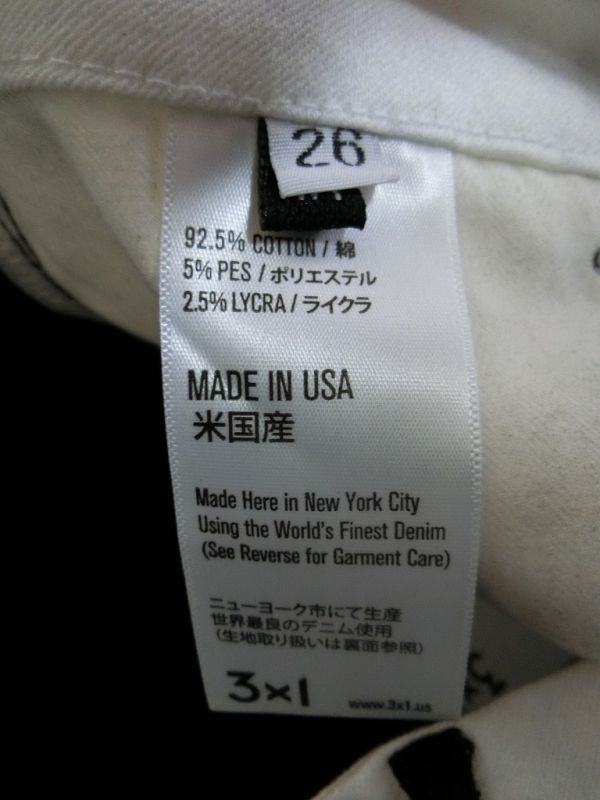 26
92.5% COTTON / 綿
5% PES / ポリエステル
2.5% LYCRA / ライクラ
MADE IN USA
米国産
Made Here in New York City
Using the World's Finest Denim
(See Reverse for Garment Care)
ニューヨーク市にて生産
世界最良のデニム使用
(生地取り扱いは裏面参照)
3x1
www.3x1.us